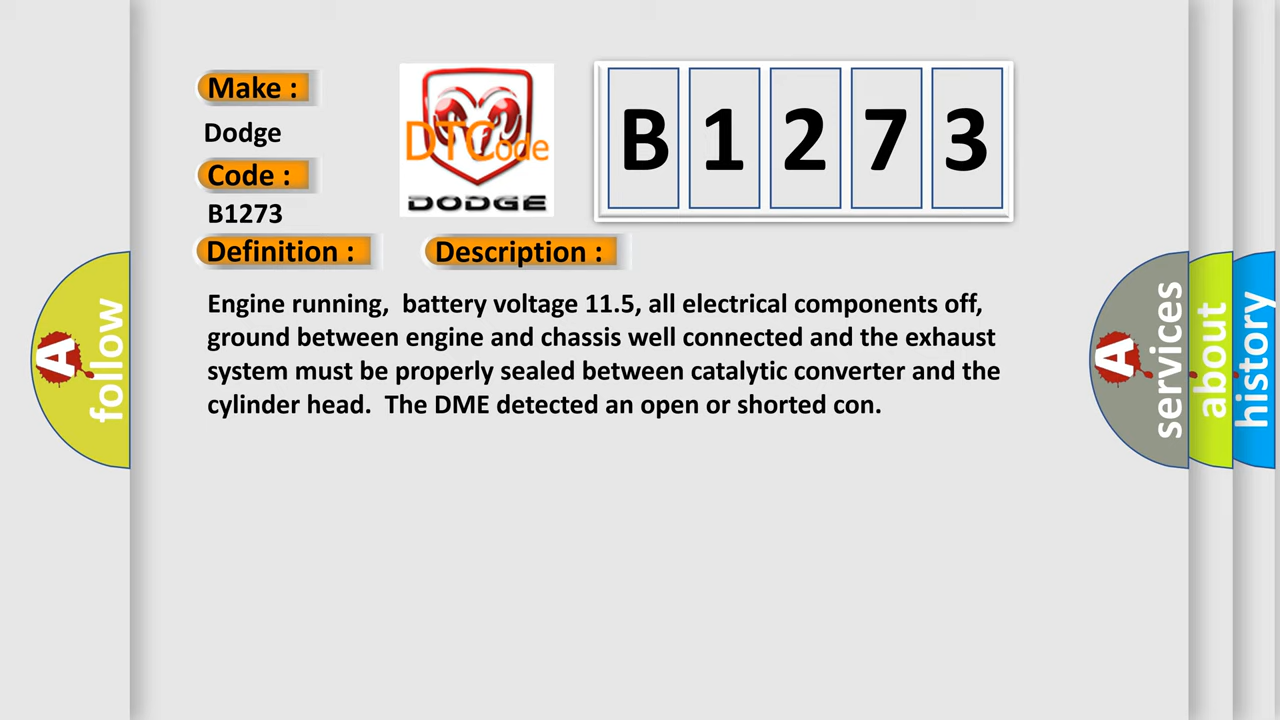 Make :
Dodge
Code :
B1273
Definition :
Description :
Engine running,  battery voltage 11.5, all electrical components off,
ground between engine and chassis well connected and the exhaust
system must be properly sealed between catalytic converter and the
cylinder head.  The DME detected an open or shorted con.
DTCode
DODGE
B 1 2 7 3
A
follow
A
services
about
history